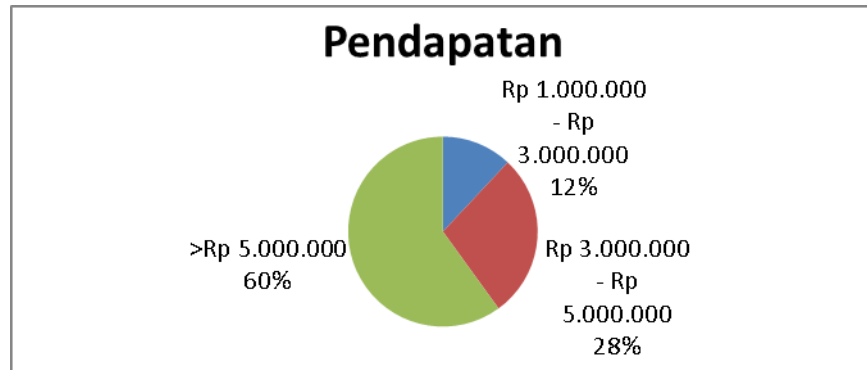 Pendapatan
Rp 1.000.000
- Rp
3.000.000
12%
Rp 3.000.000
- Rp
5.000.000
28%
>Rp 5.000.000
60%